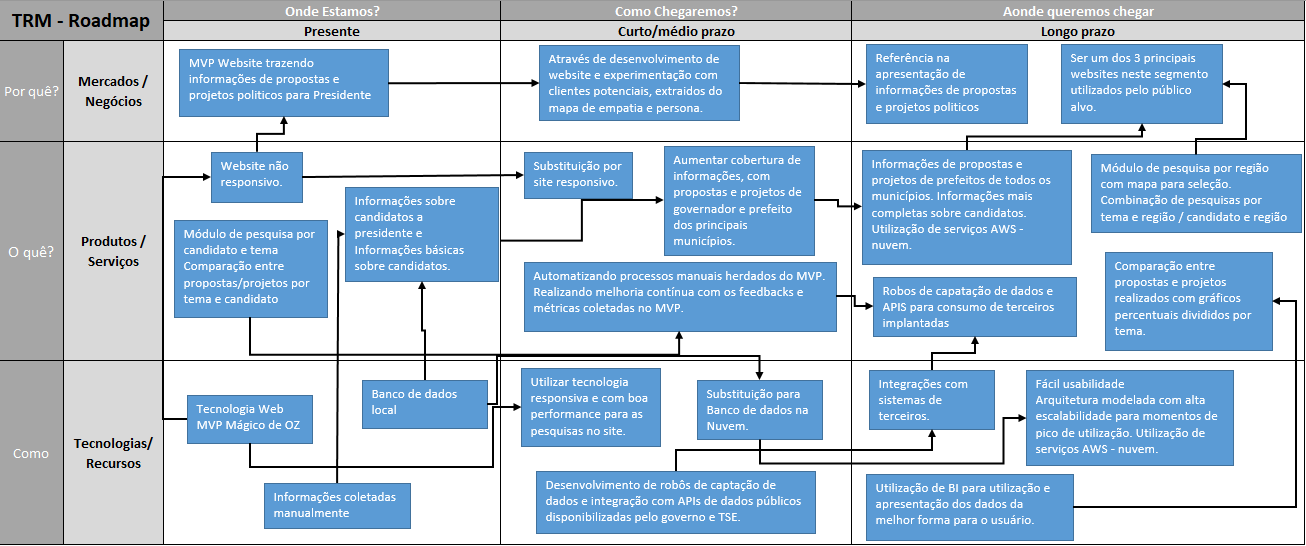 TRM - Roadmap
Onde Estamos?
Como Chegaremos?
Aonde queremos chegar
Presente
Curto/médio prazo
Longo prazo
Por quê?
Mercados /
Negócios
MVP Website trazendo
informações de propostas e
projetos politicos para Presidente
Através de desenvolvimento de
website e experimentação com
clientes potenciais, extraidos do
mapa de empatia e persona.
Referência na
apresentação de
informações de propostas
e projetos politicos
Ser um dos 3 principais
websites neste segmento
utilizados pelo público
alvo.
O quê?
Produtos /
Serviços
Website não
responsivo.
Módulo de pesquisa por
candidato e tema
Comparação entre
propostas/projetos por
tema e candidato
Informações sobre
candidatos a
presidente e
Informações básicas
sobre candidatos.
Substituição por
site responsivo.
Aumentar cobertura de
informações, com
propostas e projetos de
governador e prefeito
dos principais
municípios.
Automatizando processos manuais herdados do MVP.
Realizando melhoria contínua com os feedbacks e
métricas coletadas no MVP.
Informações de propostas e
projetos de prefeitos de todos os
municípios. Informações mais
completas sobre candidatos.
Utilização de serviços AWS -
nuvem.
Módulo de pesquisa por região
com mapa para seleção.
Combinação de pesquisas por
tema e região / candidato e região
Robos de capatação de dados e
APIS para consumo de terceiros
implantadas
Comparação entre
propostas e projetos
realizados com gráficos
percentuais divididos por
tema.
Como
Tecnologias/
Recursos
Tecnologia Web
MVP Mágico de OZ
Banco de dados
local
Informações coletadas
manualmente
Utilizar tecnologia
responsiva e com boa
performance para as
pesquisas no site.
Substituição para
Banco de dados na
Nuvem.
Desenvolvimento de robôs de captação de
dados e integração com APIs de dados públicos
disponibilizadas pelo governo e TSE.
Integrações com
sistemas de
terceiros.
Fácil usabilidade
Arquitetura modelada com alta
escalabilidade para momentos de
pico de utilização. Utilização de
serviços AWS - nuvem.
Utilização de BI para utilização e
apresentação dos dados da
melhor forma para o usuário.